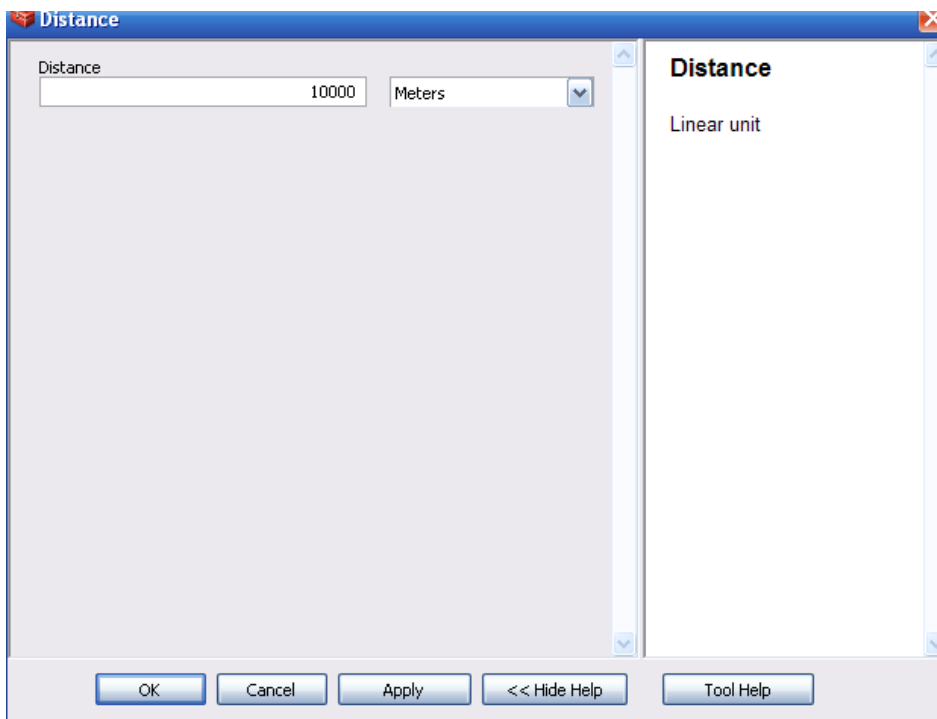 Distance
Distance
10000 Meters
Distance
Linear unit
OK Cancel Apply << Hide Help Tool Help